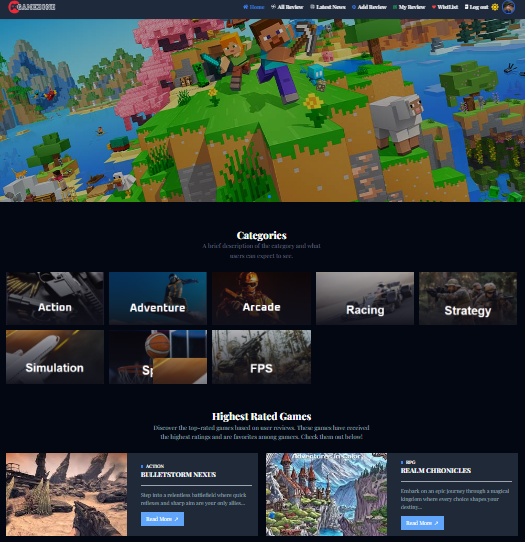 GAMEZONE
Home All Review Latest News Add Review My Review WishList Log out
Categories
A brief description of the category and what
users can expect to see.
Action Adventure Arcade Racing Strategy
Simulation Sp FPS
Highest Rated Games
Discover the top-rated games based on user reviews. These games have received
the highest ratings and are favorites among gamers. Check them out below!
ACTION
BULLETSTORM NEXUS
Step into a relentless battlefield where quick
reflexes and sharp aim are your only allies...
Read More ↗
Adventures in Color
RPG
REALM CHRONICLES
Embark on an epic journey through a magical
kingdom where every choice shapes your
destiny...
Read More ↗